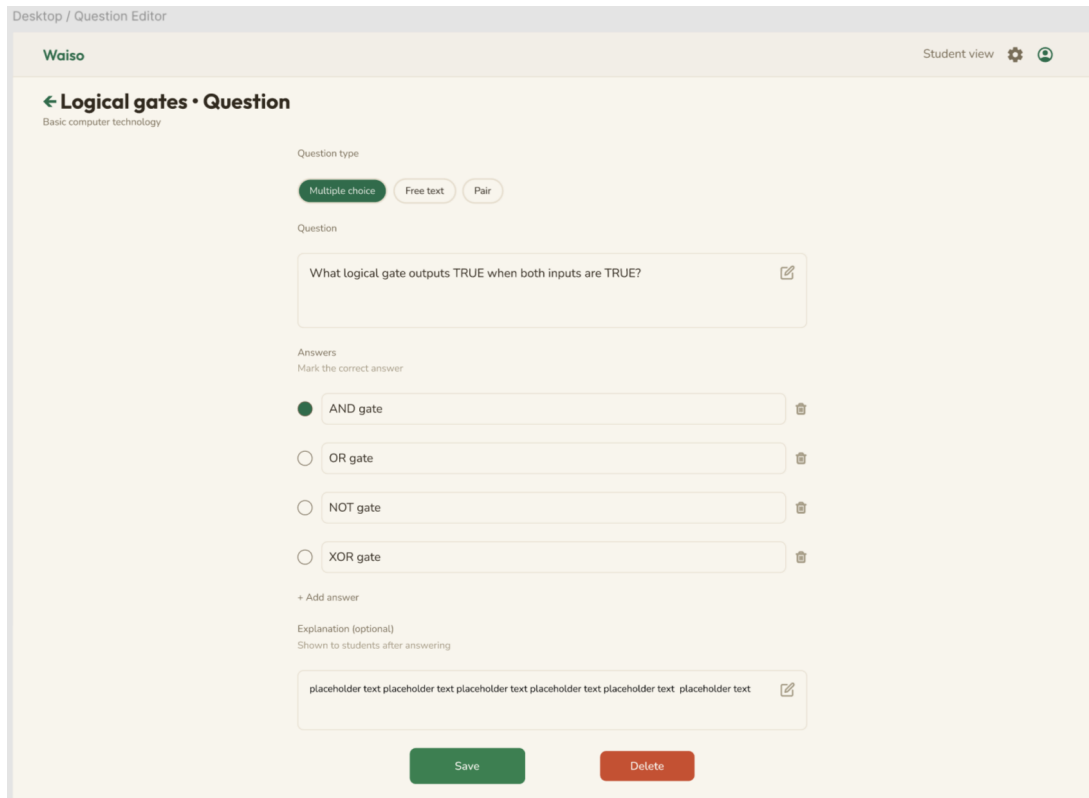 Desktop / Question Editor
Waiso
Student view
Logical gates • Question
Basic computer technology
Question type
Multiple choice
Free text
Pair
Question
What logical gate outputs TRUE when both inputs are TRUE?
Answers
Mark the correct answer
AND gate
OR gate
NOT gate
XOR gate
+ Add answer
Explanation (optional)
Shown to students after answering
placeholder text placeholder text placeholder text placeholder text placeholder text  placeholder text
Save
Delete